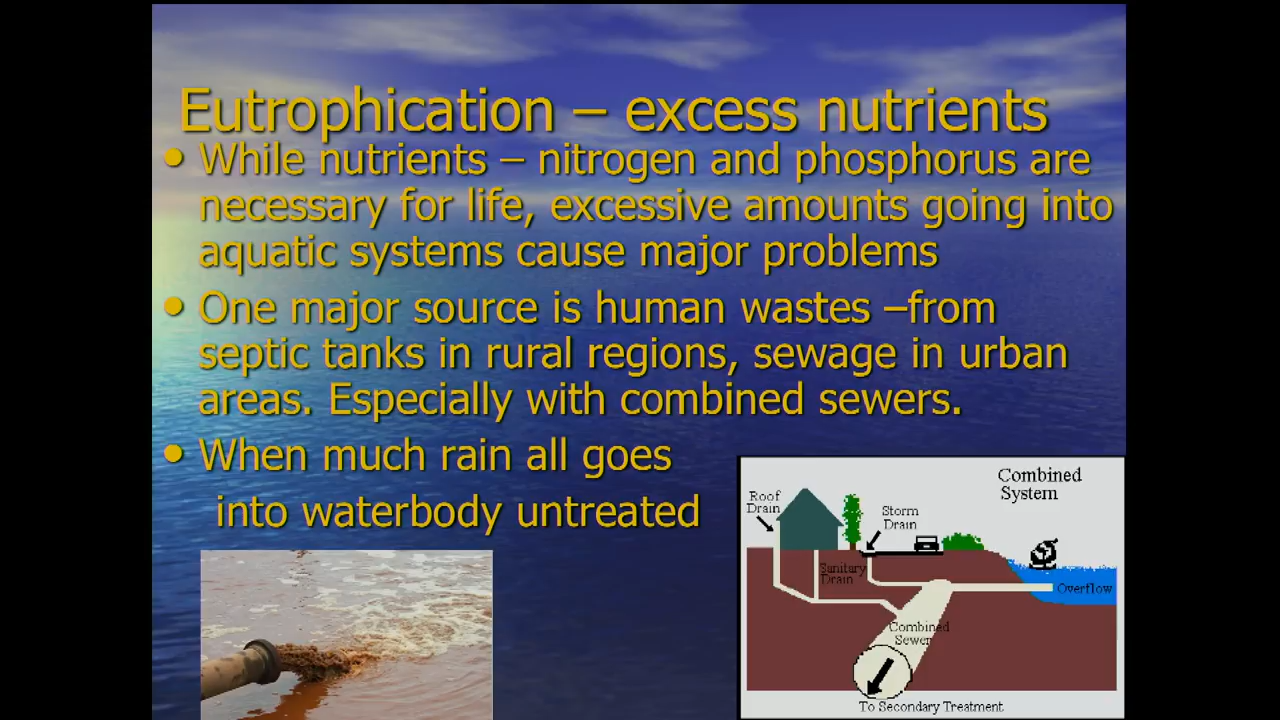 Eutrophication – excess nutrients
• While nutrients – nitrogen and phosphorus are
necessary for life, excessive amounts going into
aquatic systems cause major problems
• One major source is human wastes –from
septic tanks in rural regions, sewage in urban
areas. Especially with combined sewers.
• When much rain all goes
into waterbody untreated
Combined
System
Roof
Drain
Storm
Drain
Sanitary
Drain
Overflow
Combined
Sewer
To Secondary Treatment